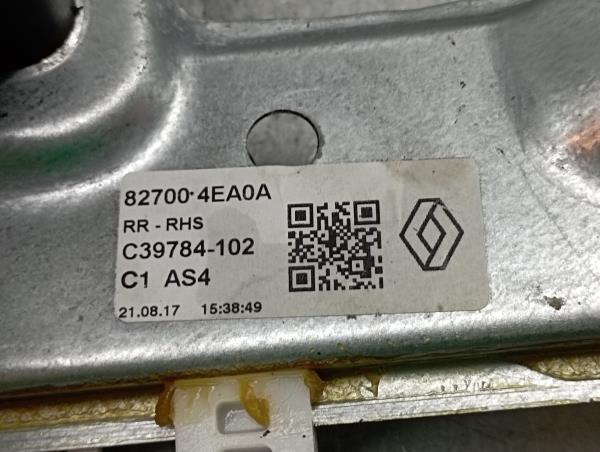 82700 4EA0A
RR - RHS
C39784-102
C1 AS4
21.08.17 15:38:49